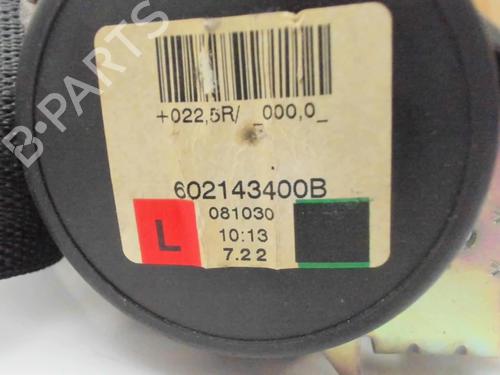 B-PARTS
+022,5R/_000,0_
602143400B
081030
L
10:13
7.22